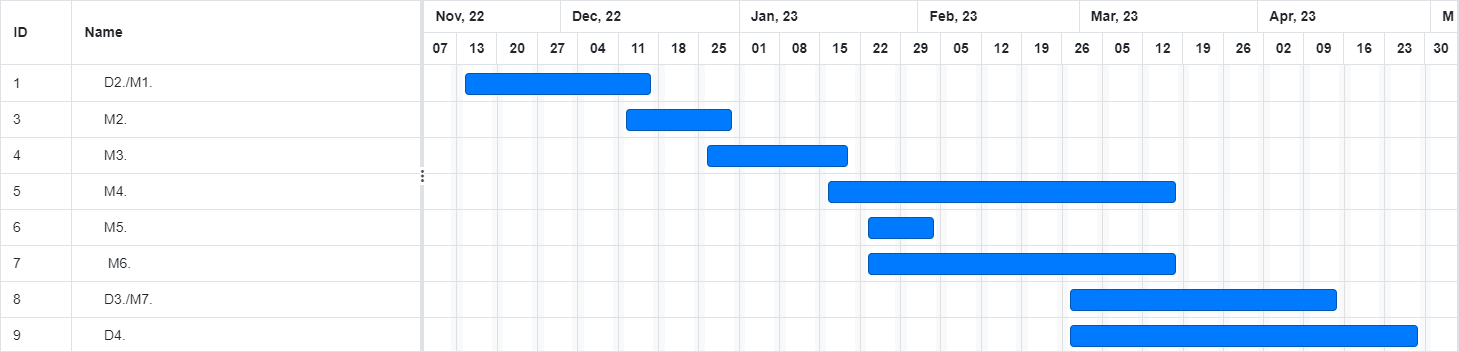 ID Name Nov, 22 Dec, 22 Jan, 23 Feb, 23 Mar, 23 Apr, 23 M
07 13 20 27 04 11 18 25 01 08 15 22 29 05 12 19 26 05 12 19 26 02 09 16 23 30
1 D2./M1.
3 M2.
4 M3.
5 M4.
6 M5.
7 M6.
8 D3./M7.
9 D4.